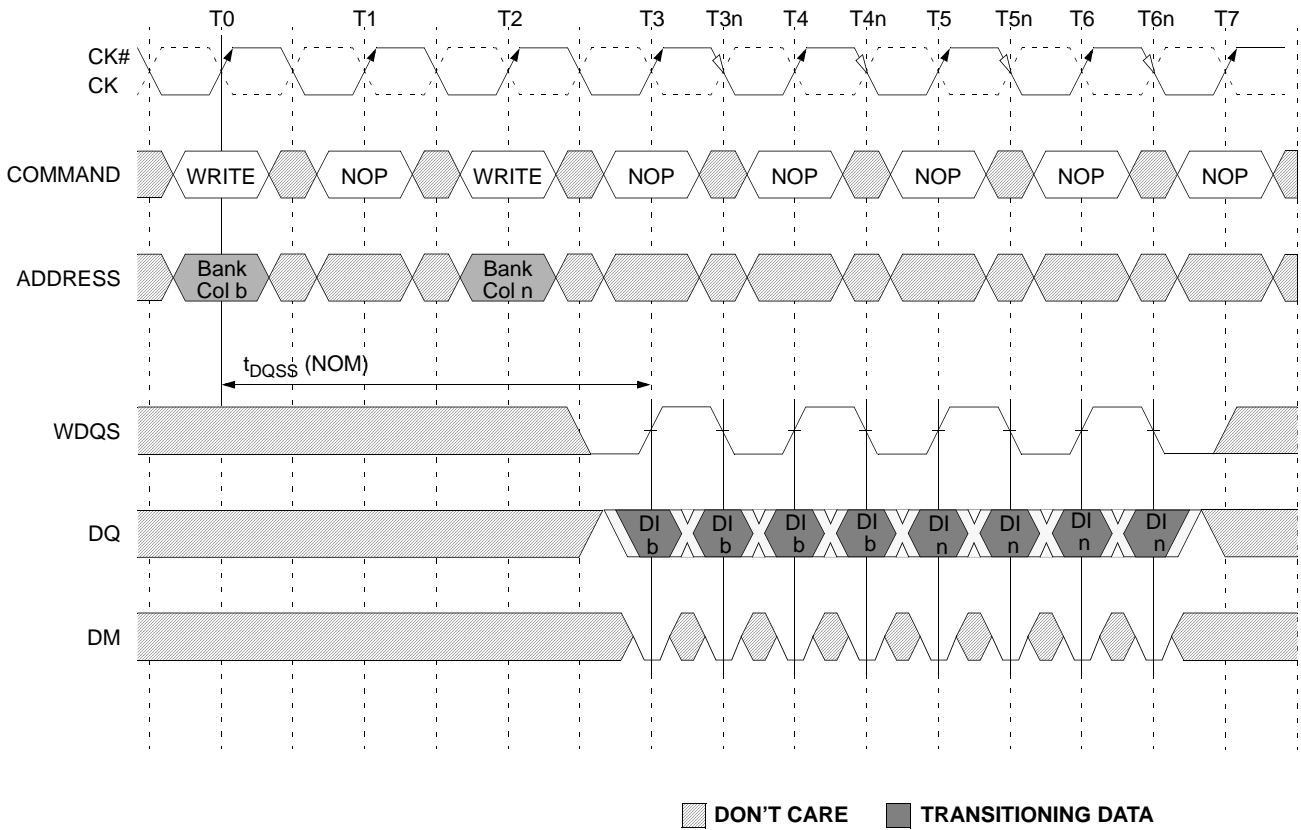 T0 T1 T2 T3 T3n T4 T4n T5 T5n T6 T6n T7
CK#
CK
COMMAND WRITE NOP WRITE NOP NOP NOP NOP NOP
ADDRESS Bank Col b Bank Col n
tDQSS (NOM)
WDQS
DQ DI b DI b DI b DI b DI n DI n DI n DI n
DM
DON'T CARE TRANSITIONING DATA